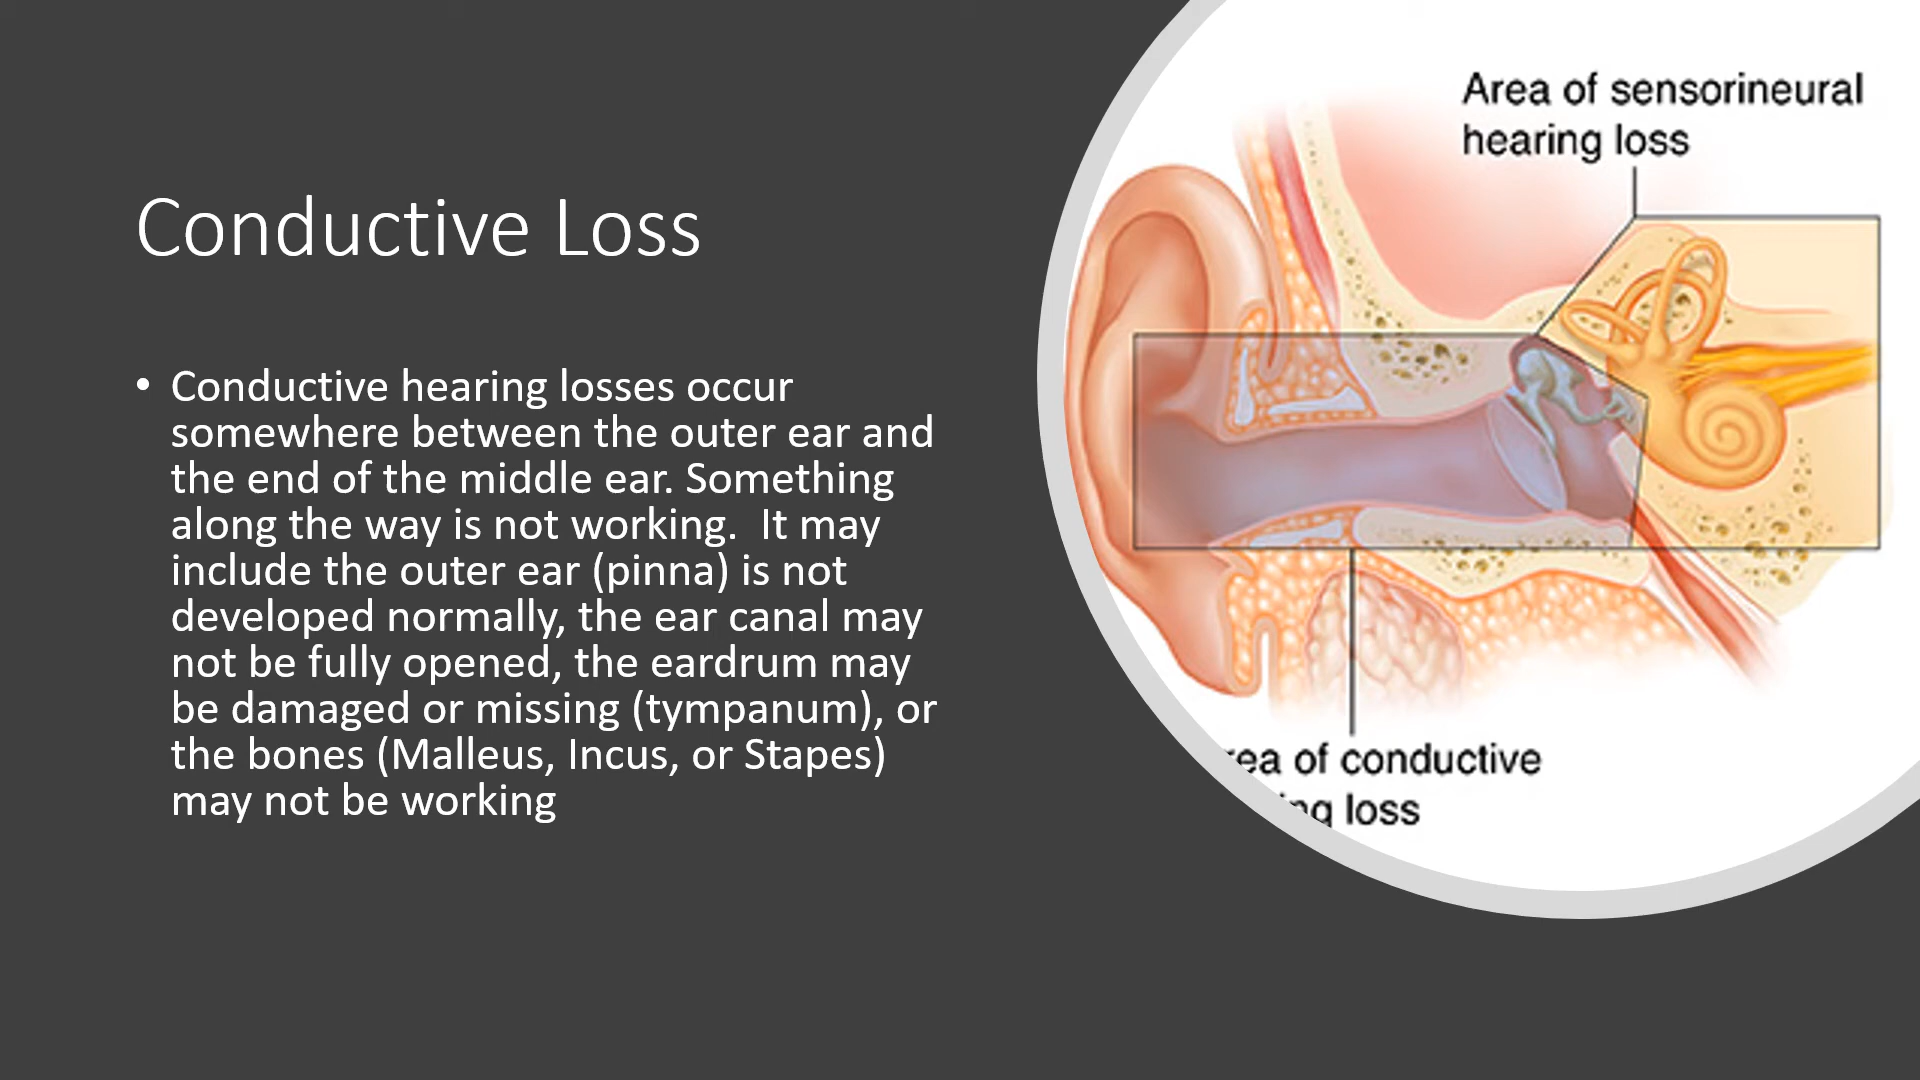 Conductive Loss
• Conductive hearing losses occur
somewhere between the outer ear and
the end of the middle ear. Something
along the way is not working.  It may
include the outer ear (pinna) is not
developed normally, the ear canal may
not be fully opened, the eardrum may
be damaged or missing (tympanum), or
the bones (Malleus, Incus, or Stapes)
may not be working
Area of sensorineural
hearing loss
of conductive
loss